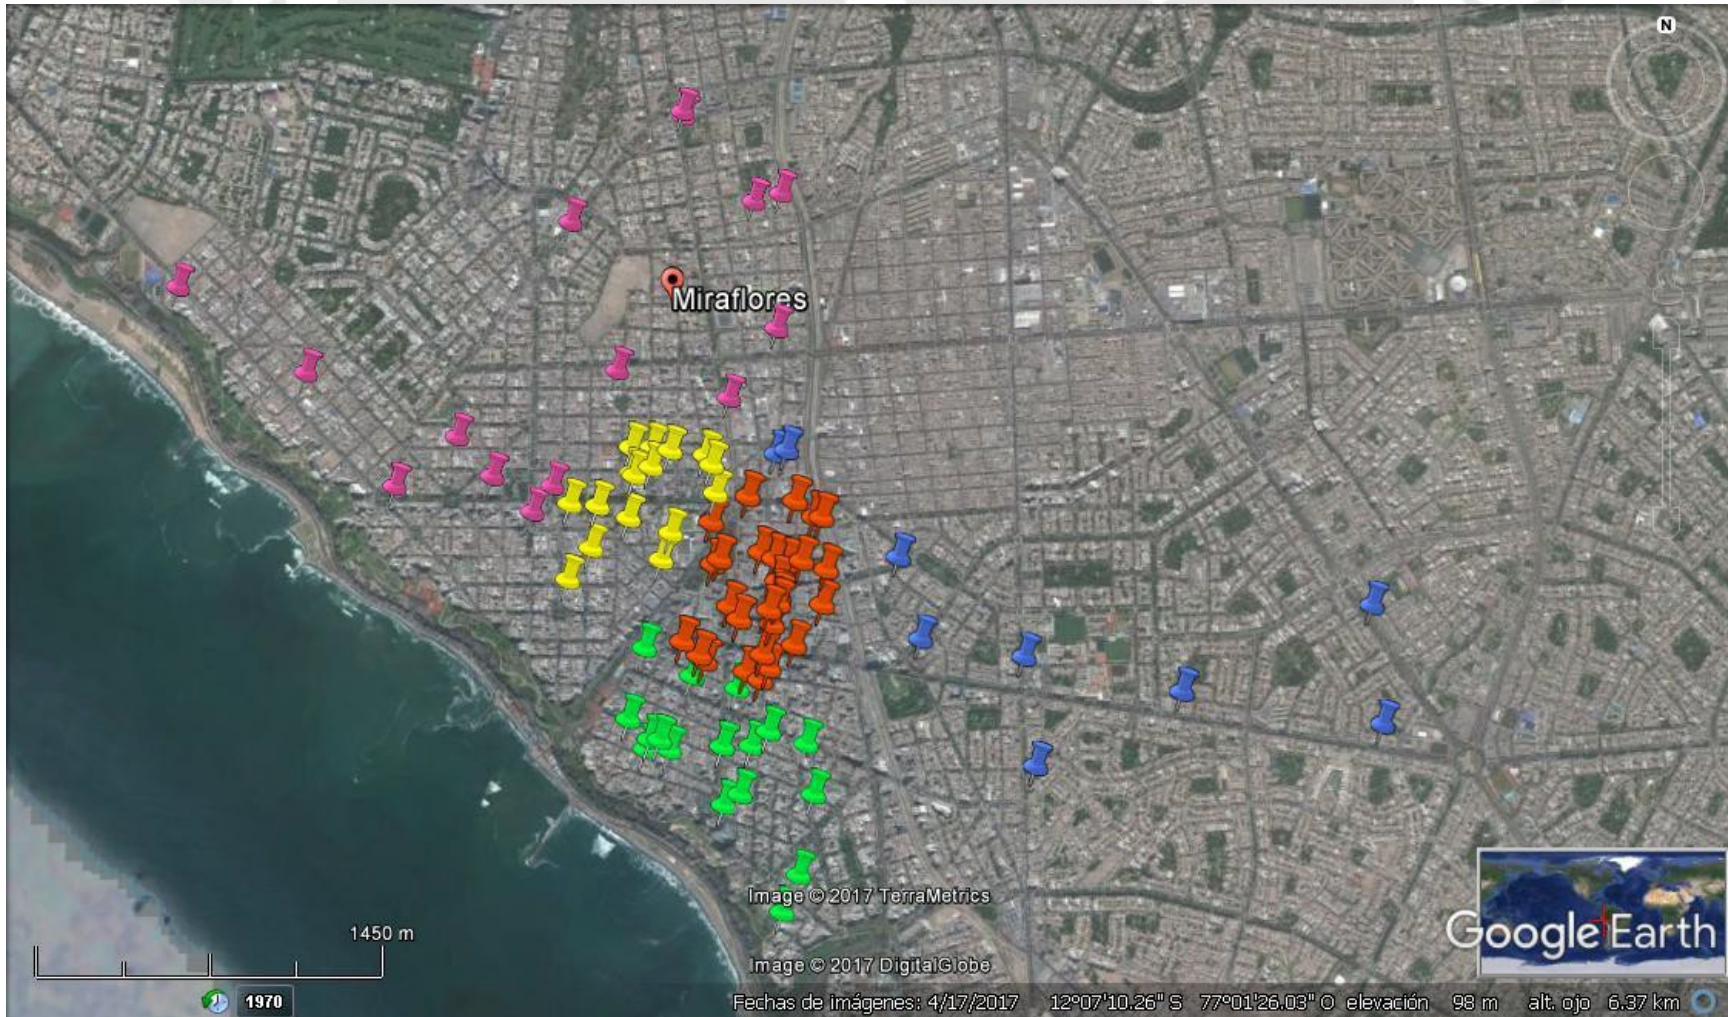 N
Miraflores
Image © 2017 TerraMetrics
1450 m
Google Earth
Image © 2017 DigitalGlobe
1970
Fechas de imágenes: 4/17/2017 12°07'10.26" S 77°01'26.03" O elevación 98 m alt. ojo 6.37 km